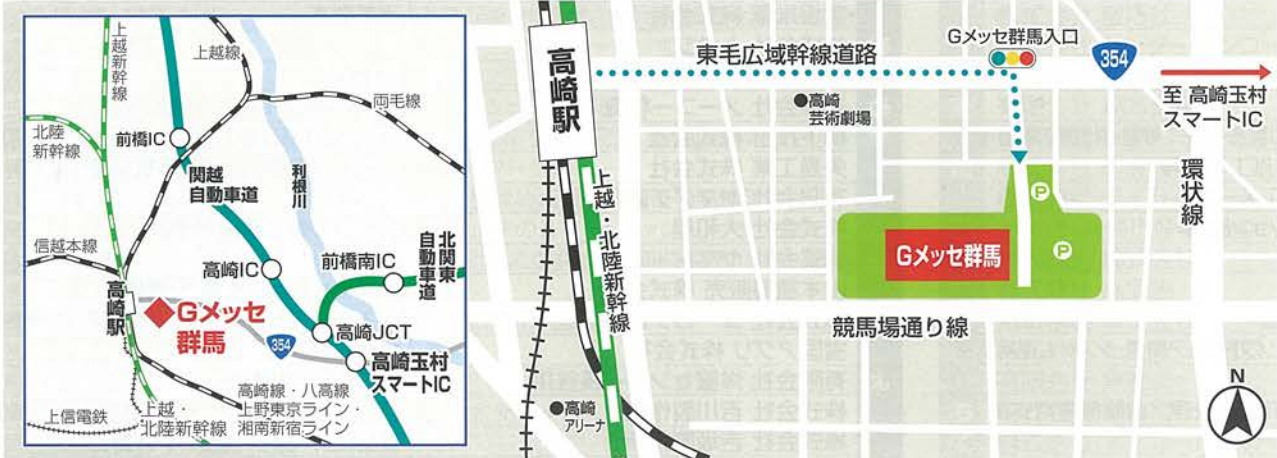 上越新幹線
上越線
両毛線
北陸
新幹線
前橋IC
関越
自動車道
利根川
信越本線
高崎IC
前橋南IC
北関東
自動車道
高崎駅
Gメッセ
群馬
354
高崎JCT
高崎玉村
スマートIC
上信電鉄
上越・
北陸新幹線
高崎線・八高線
上野東京ライン・
湘南新宿ライン
高崎駅
東毛広域幹線道路
Gメッセ群馬入口
354
至 高崎玉村
スマートIC
●高崎
芸術劇場
上越・北陸新幹線
環状線
P
P
Gメッセ群馬
競馬場通り線
●高崎
アリーナ
N